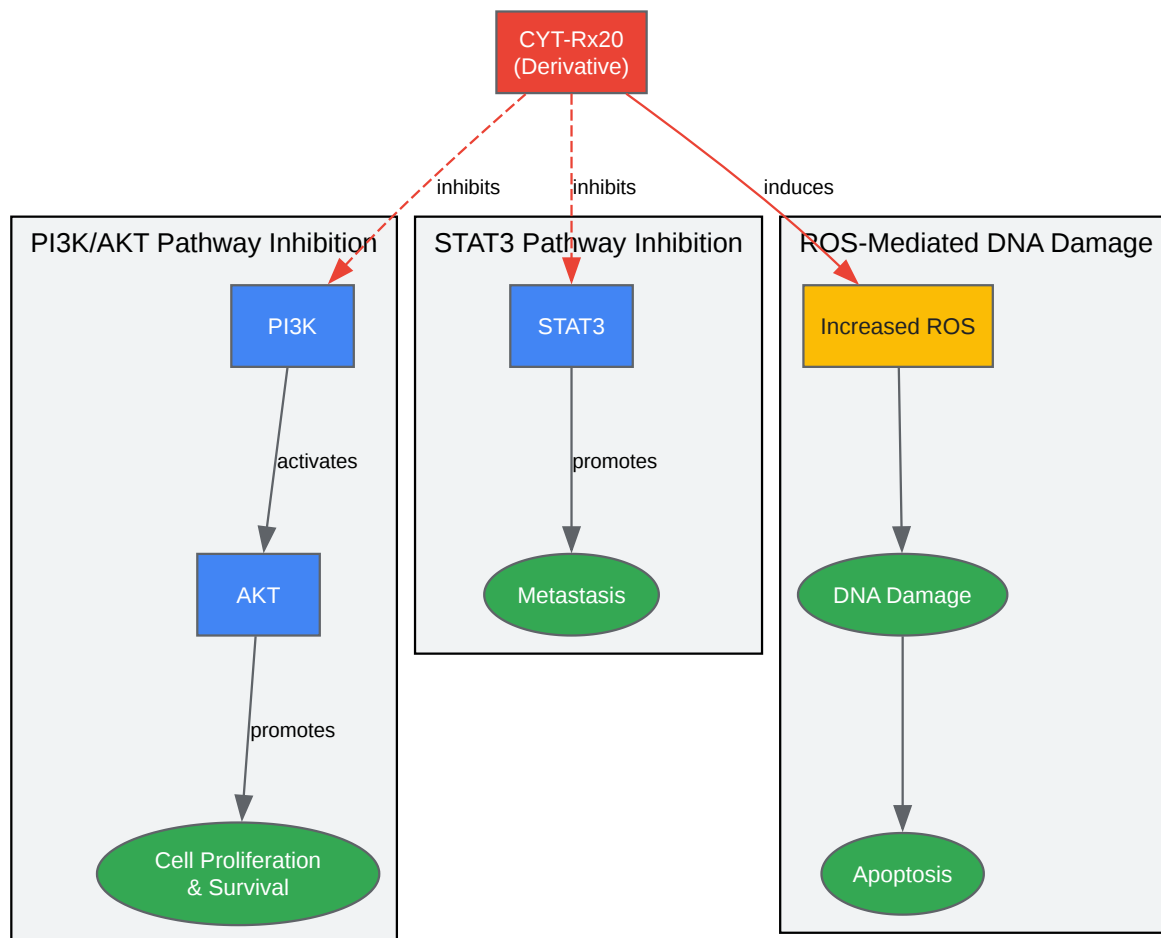 CYT-Rx20
(Derivative)
inhibits
inhibits
induces
PI3K/AKT Pathway Inhibition
STAT3 Pathway Inhibition
ROS-Mediated DNA Damage
PI3K
STAT3
Increased ROS
activates
promotes
AKT
Metastasis
DNA Damage
promotes
Cell Proliferation
& Survival
Apoptosis